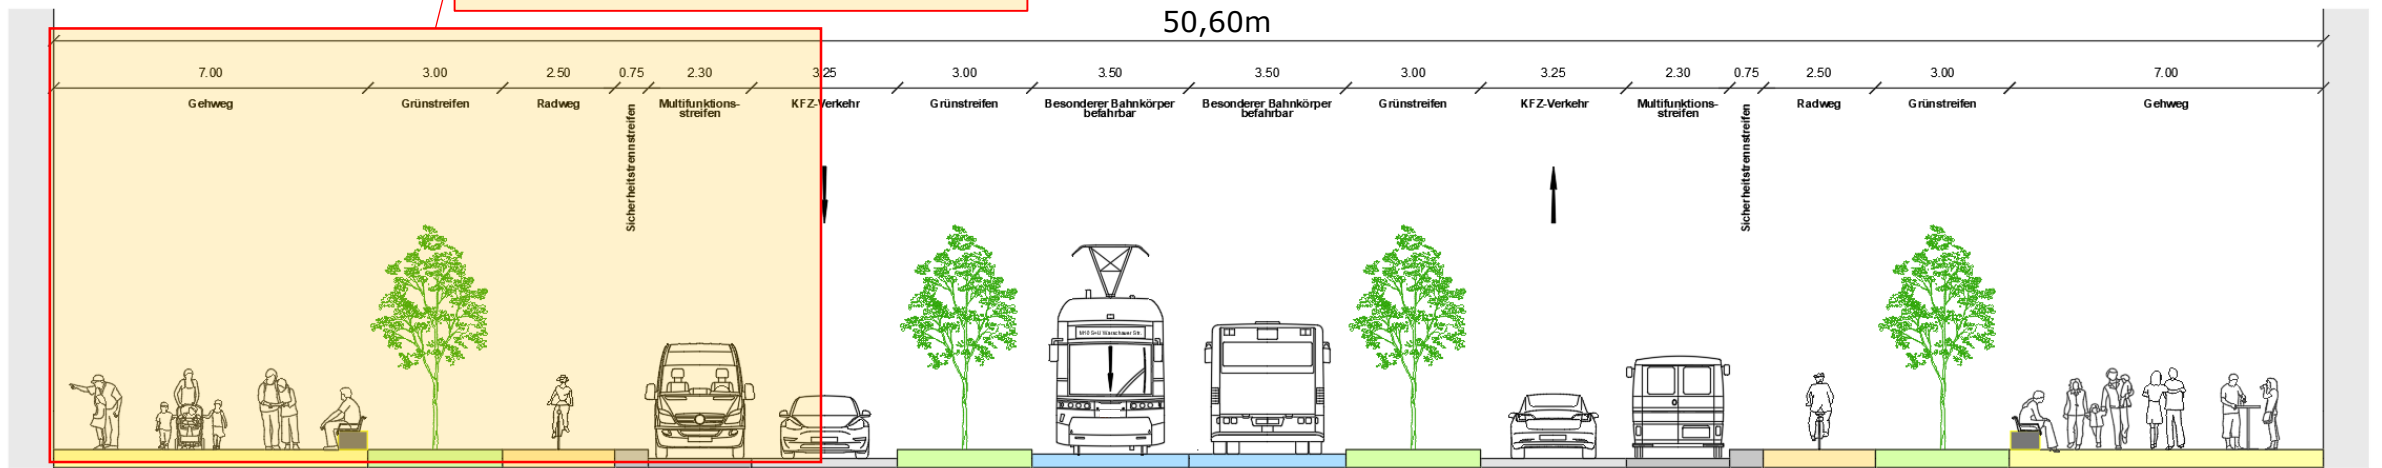 50,60m
7.00 3.00 2.50 0.75 2.30 3.25 3.00 3.50 3.50 3.00 3.25 2.30 0.75 2.50 3.00 7.00
Gehweg Grünstreifen Radweg Multifunktions- KFZ-Verkehr Grünstreifen Besonderer Bahnkörper Besonderer Bahnkörper Grünstreifen KFZ-Verkehr Multifunktions- Radweg Grünstreifen Gehweg
streifen befahrbar befahrbar streifen
Sicherheitstrennstreifen Sicherheitstrennstreifen
M10 S+U Warschauer Str.